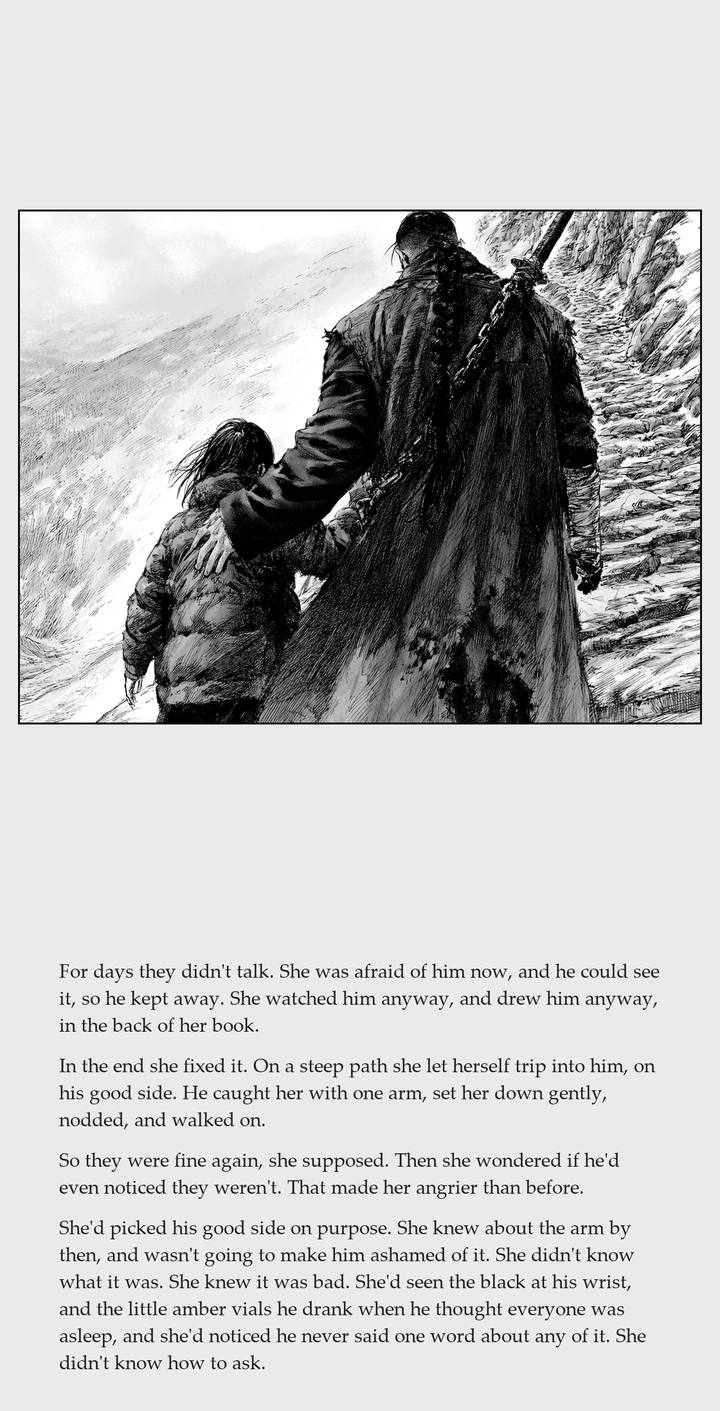 For days they didn't talk. She was afraid of him now, and he could see
it, so he kept away. She watched him anyway, and drew him anyway,
in the back of her book.
In the end she fixed it. On a steep path she let herself trip into him, on
his good side. He caught her with one arm, set her down gently,
nodded, and walked on.
So they were fine again, she supposed. Then she wondered if he'd
even noticed they weren't. That made her angrier than before.
She'd picked his good side on purpose. She knew about the arm by
then, and wasn't going to make him ashamed of it. She didn't know
what it was. She knew it was bad. She'd seen the black at his wrist,
and the little amber vials he drank when he thought everyone was
asleep, and she'd noticed he never said one word about any of it. She
didn't know how to ask.